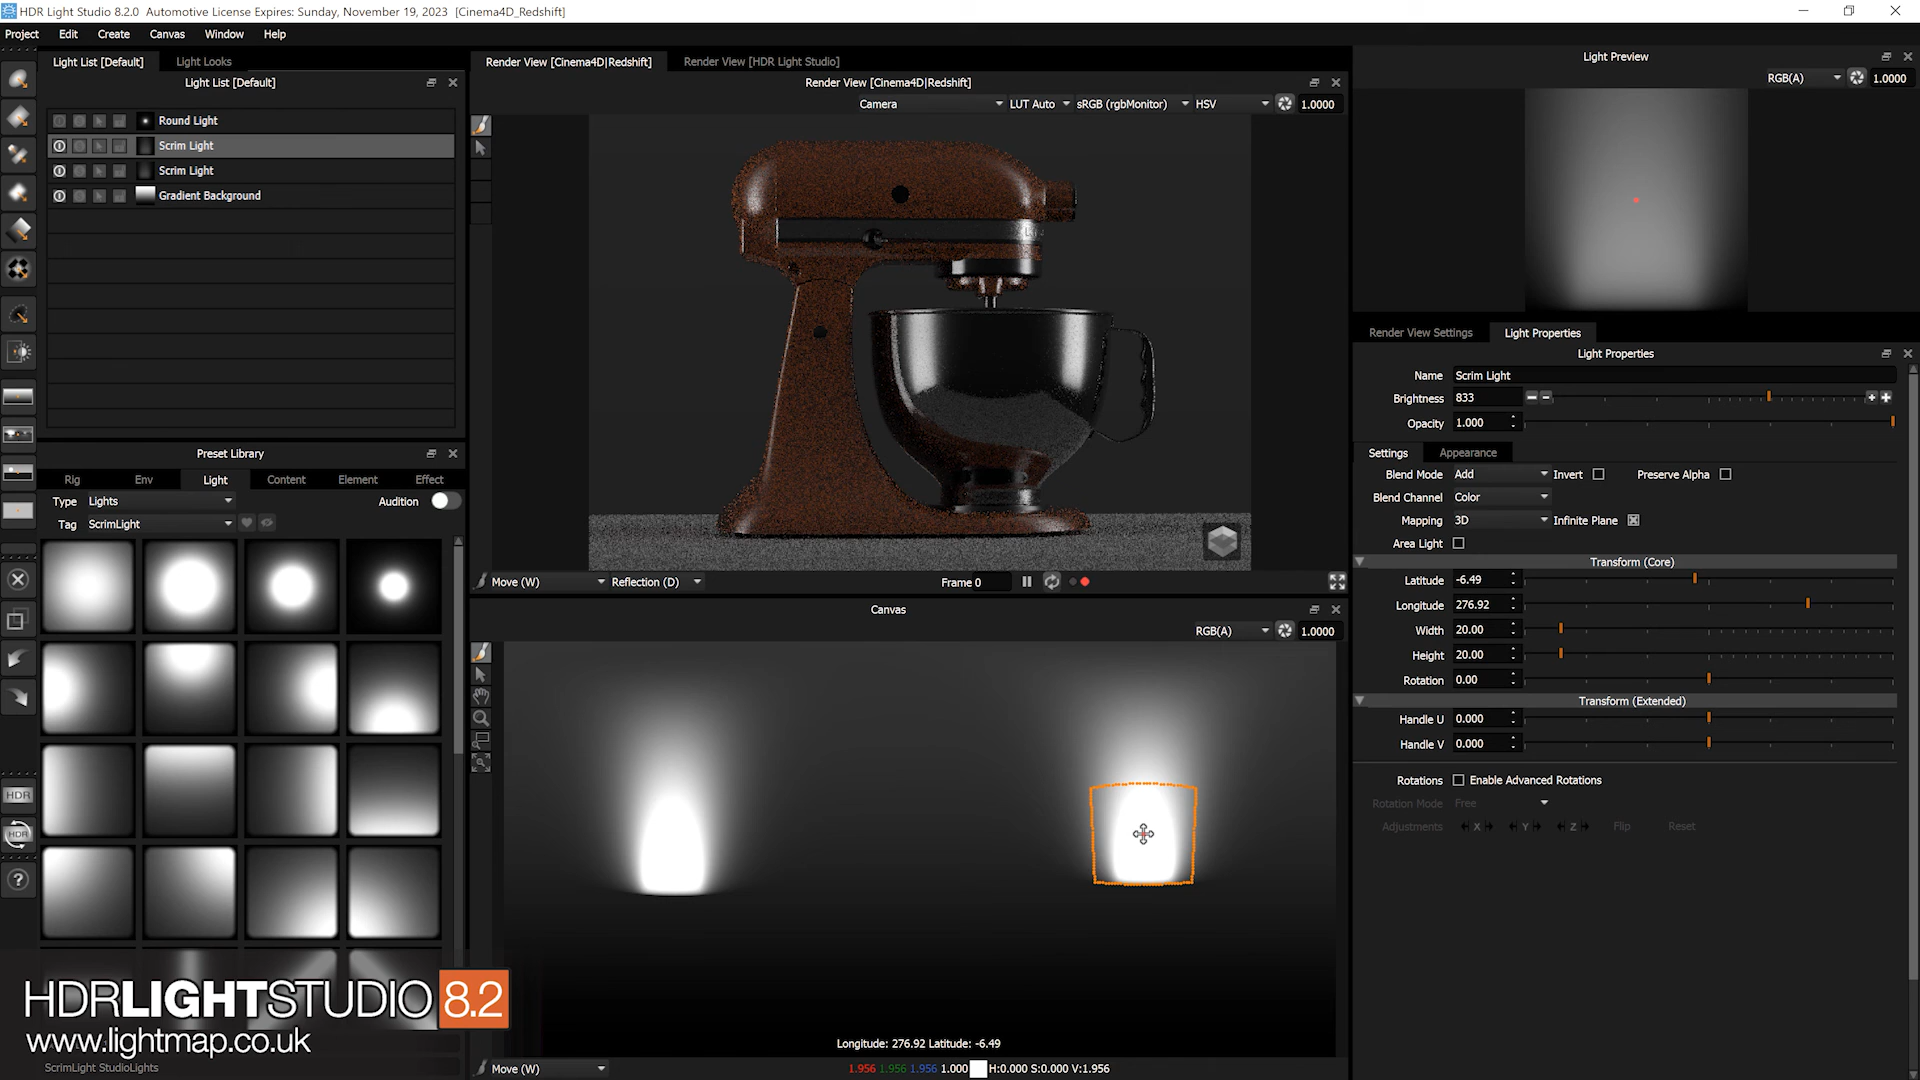 HDR Light Studio 8.2.0  Automotive License Expires: Sunday, November 19, 2023  [Cinema4D_Redshift]
Project Edit Create Canvas Window Help
Light List [Default] Light Looks
Light List [Default]
Round Light
Scrim Light
Scrim Light
Gradient Background
Preset Library
Rig Env Light Content Element Effect
Type Lights Audition
Tag ScrimLight
HDR
HDR
?
HDRLIGHTSTUDIO 8.2
www.lightmap.co.uk
ScrimLight StudioLights
Render View [Cinema4D|Redshift] Render View [HDR Light Studio]
Render View [Cinema4D|Redshift]
Camera LUT Auto sRGB (rgbMonitor) HSV 1.0000
Move (W) Reflection (D) Frame 0
Canvas
RGB(A) 1.0000
Longitude: 276.92 Latitude: -6.49
Move (W) 1.956 1.956 1.956 1.000 H:0.000 S:0.000 V:1.956
Light Preview
RGB(A) 1.0000
Render View Settings Light Properties
Light Properties
Name Scrim Light
Brightness 833
Opacity 1.000
Settings Appearance
Blend Mode Add Invert Preserve Alpha
Blend Channel Color
Mapping 3D Infinite Plane
Area Light
Transform (Core)
Latitude -6.49
Longitude 276.92
Width 20.00
Height 20.00
Rotation 0.00
Transform (Extended)
Handle U 0.000
Handle V 0.000
Rotations Enable Advanced Rotations
Rotation Mode Free
Adjustments X Y Z Flip Reset